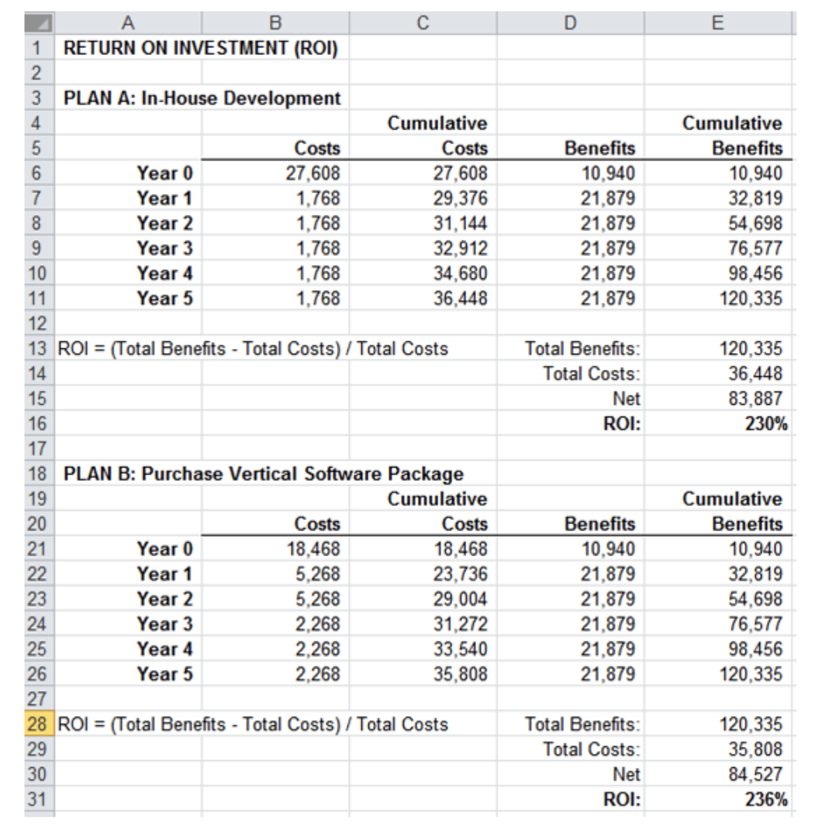 A B C D E
1 RETURN ON INVESTMENT (ROI)
2
3 PLAN A: In-House Development
4 Cumulative Cumulative
5 Costs Costs Benefits Benefits
6 Year 0 27,608 27,608 10,940 10,940
7 Year 1 1,768 29,376 21,879 32,819
8 Year 2 1,768 31,144 21,879 54,698
9 Year 3 1,768 32,912 21,879 76,577
10 Year 4 1,768 34,680 21,879 98,456
11 Year 5 1,768 36,448 21,879 120,335
12
13 ROI = (Total Benefits - Total Costs) / Total Costs Total Benefits: 120,335
14 Total Costs: 36,448
15 Net 83,887
16 ROI: 230%
17
18 PLAN B: Purchase Vertical Software Package
19 Cumulative Cumulative
20 Costs Costs Benefits Benefits
21 Year 0 18,468 18,468 10,940 10,940
22 Year 1 5,268 23,736 21,879 32,819
23 Year 2 5,268 29,004 21,879 54,698
24 Year 3 2,268 31,272 21,879 76,577
25 Year 4 2,268 33,540 21,879 98,456
26 Year 5 2,268 35,808 21,879 120,335
27
28 ROI = (Total Benefits - Total Costs) / Total Costs Total Benefits: 120,335
29 Total Costs: 35,808
30 Net 84,527
31 ROI: 236%